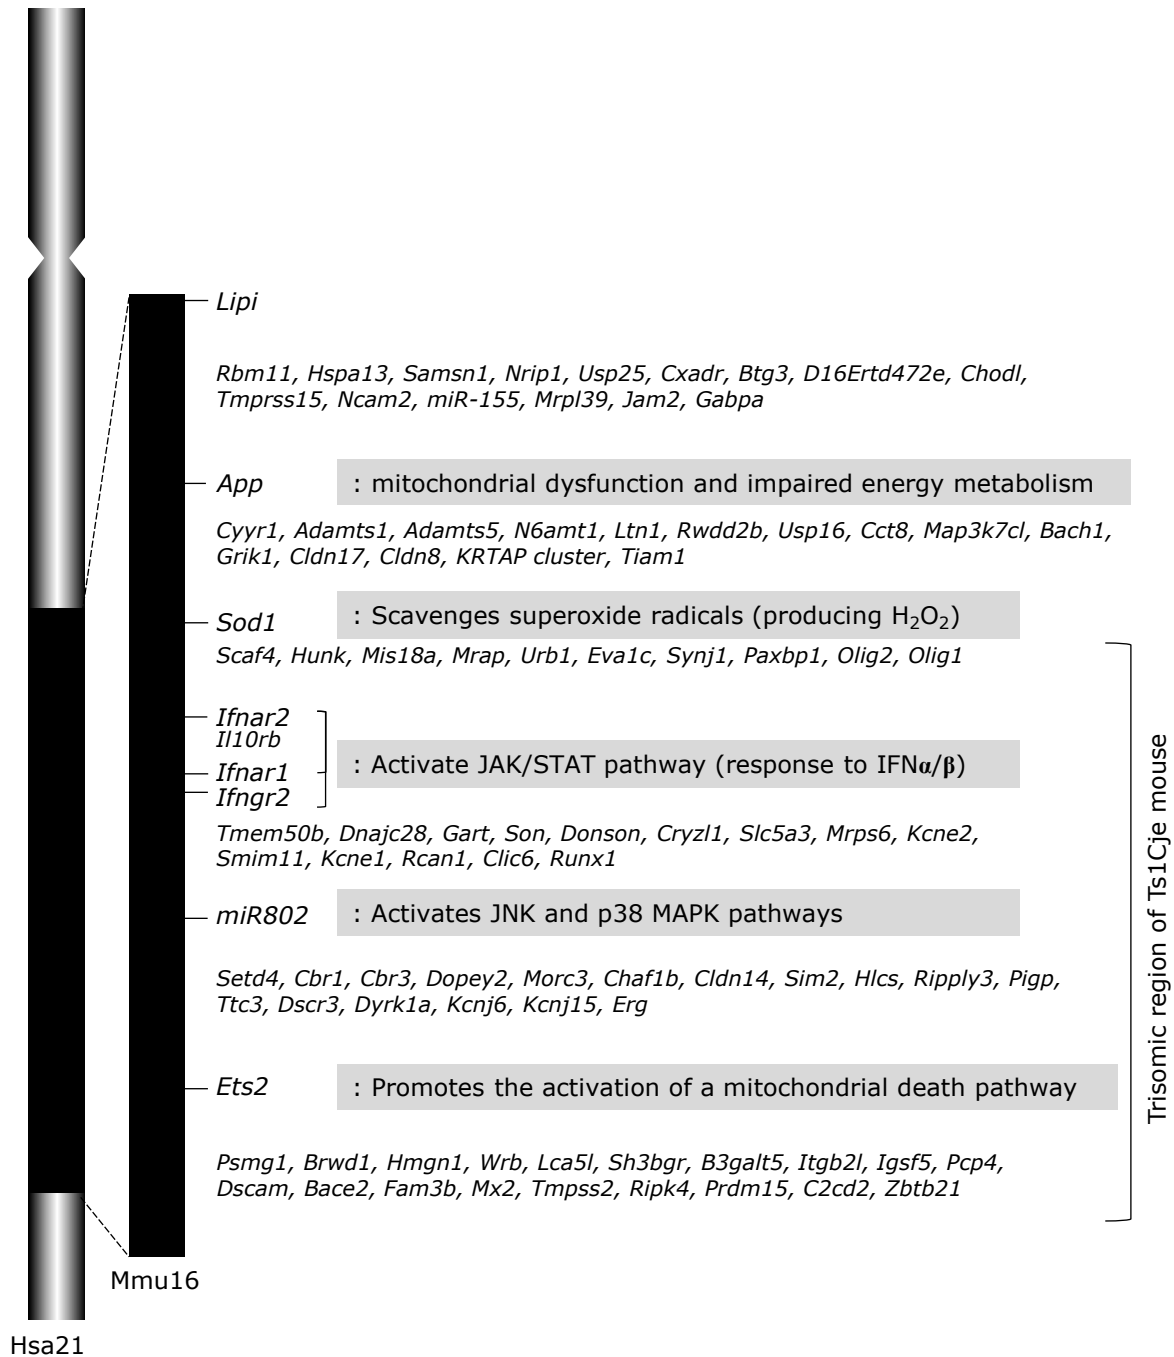 Lipi
Rbm11, Hspa13, Samsn1, Nrip1, Usp25, Cxadr, Btg3, D16Ertd472e, Chodl,
Tmprss15, Ncam2, miR-155, Mrpl39, Jam2, Gabpa
App : mitochondrial dysfunction and impaired energy metabolism
Cyyr1, Adamts1, Adamts5, N6amt1, Ltn1, Rwdd2b, Usp16, Cct8, Map3k7cl, Bach1,
Grik1, Cldn17, Cldn8, KRTAP cluster, Tiam1
Sod1 : Scavenges superoxide radicals (producing H₂O₂)
Scaf4, Hunk, Mis18a, Mrap, Urb1, Eva1c, Synj1, Paxbp1, Olig2, Olig1
Ifnar2
Il10rb
Ifnar1
Ifngr2
: Activate JAK/STAT pathway (response to IFNα/β)
Tmem50b, Dnajc28, Gart, Son, Donson, Cryzl1, Slc5a3, Mrps6, Kcne2,
Smim11, Kcne1, Rcan1, Clic6, Runx1
miR802 : Activates JNK and p38 MAPK pathways
Setd4, Cbr1, Cbr3, Dopey2, Morc3, Chaf1b, Cldn14, Sim2, Hlcs, Ripply3, Pigp,
Ttc3, Dscr3, Dyrk1a, Kcnj6, Kcnj15, Erg
Ets2 : Promotes the activation of a mitochondrial death pathway
Psmg1, Brwd1, Hmgn1, Wrb, Lca5l, Sh3bgr, B3galt5, Itgb2l, Igsf5, Pcp4,
Dscam, Bace2, Fam3b, Mx2, Tmpss2, Ripk4, Prdm15, C2cd2, Zbtb21
Trisomic region of Ts1Cje mouse
Mmu16
Hsa21